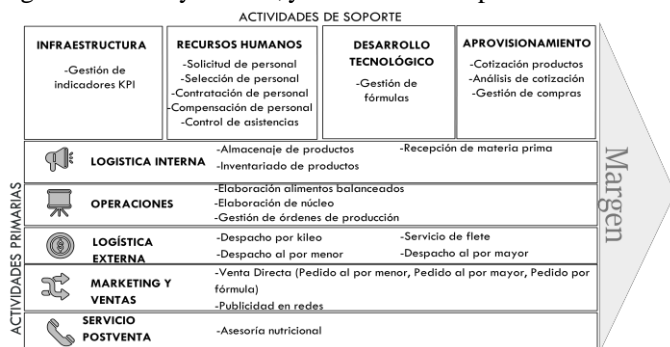 ACTIVIDADES DE SOPORTE
INFRAESTRUCTURA
-Gestión de
indicadores KPI
RECURSOS HUMANOS
-Solicitud de personal
-Selección de personal
-Contratación de personal
-Compensación de personal
-Control de asistencias
DESARROLLO
TECNOLÓGICO
-Gestión de
fórmulas
APROVISIONAMIENTO
-Cotización productos
-Análisis de cotización
-Gestión de compras
ACTIVIDADES PRIMARIAS
LOGISTICA INTERNA
-Almacenaje de productos
-Inventariado de productos
-Recepción de materia prima
OPERACIONES
-Elaboración alimentos balanceados
-Elaboración de núcleo
-Gestión de órdenes de producción
LOGÍSTICA
EXTERNA
-Despacho por kileo
-Despacho al por menor
-Servicio de flete
-Despacho al por mayor
MARKETING Y
VENTAS
-Venta Directa (Pedido al por menor, Pedido al por mayor, Pedido por
fórmula)
-Publicidad en redes
SERVICIO
POSTVENTA
-Asesoría nutricional
Margen